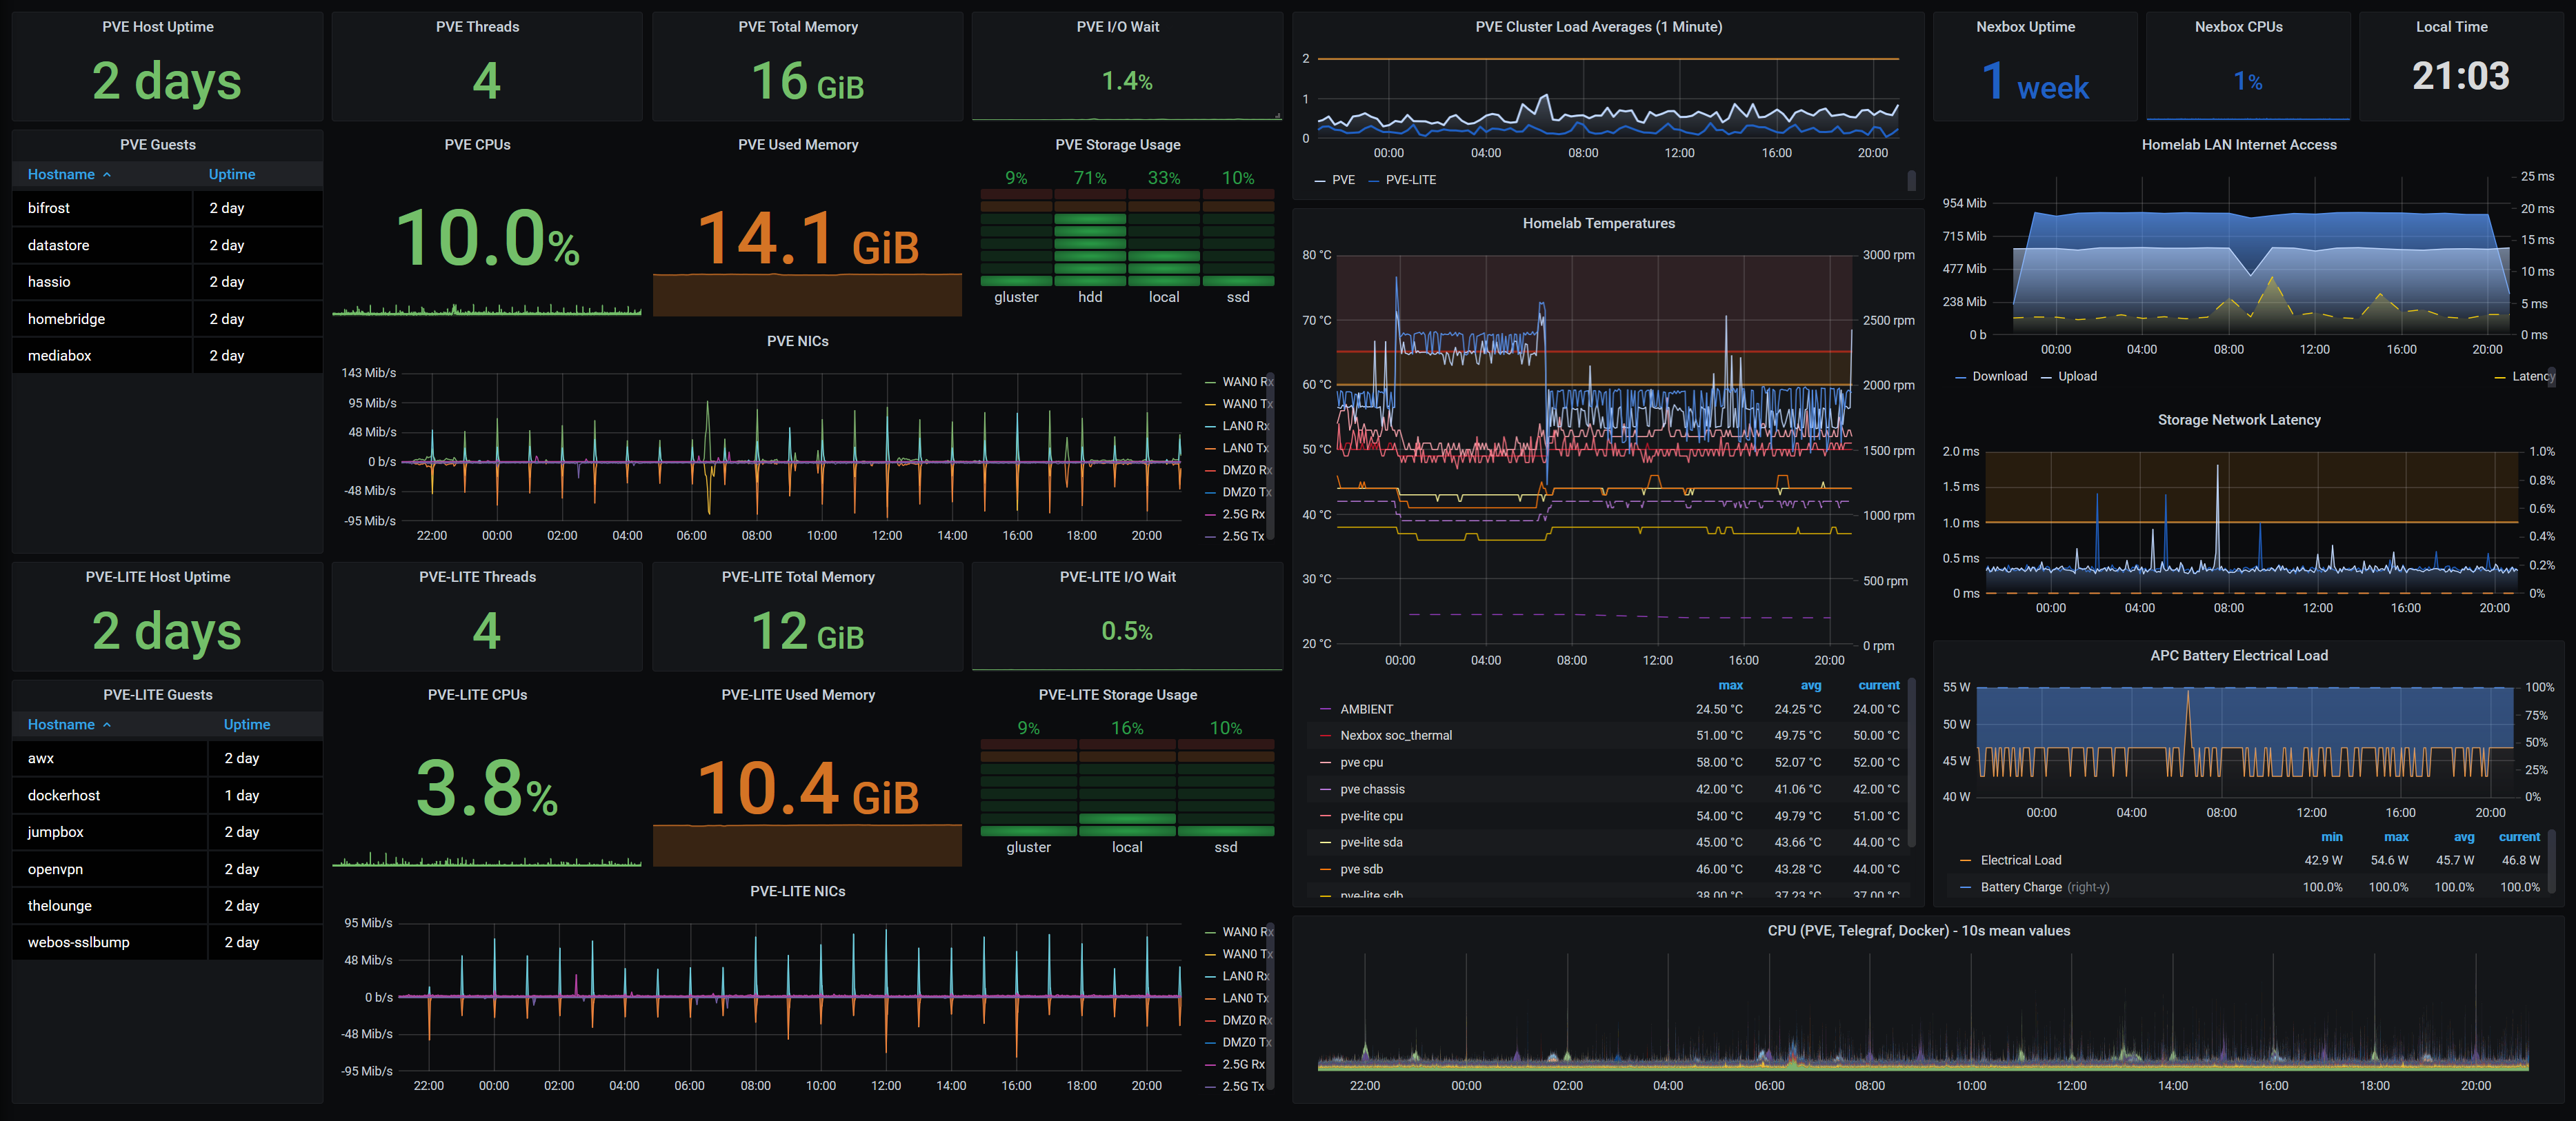 PVE Host Uptime
2 days
PVE Threads
4
PVE Total Memory
16 GiB
PVE I/O Wait
1.4%
PVE Guests
Hostname Uptime
bifrost 2 day
datastore 2 day
hassio 2 day
homebridge 2 day
mediabox 2 day
PVE CPUs
10.0%
PVE Used Memory
14.1 GiB
PVE Storage Usage
9% 71% 33% 10%
gluster hdd local ssd
PVE NICs
143 Mib/s
95 Mib/s
48 Mib/s
0 b/s
-48 Mib/s
-95 Mib/s
22:00 00:00 02:00 04:00 06:00 08:00 10:00 12:00 14:00 16:00 18:00 20:00
WAN0 Rx
WAN0 Tx
LAN0 Rx
LAN0 Tx
DMZ0 Rx
DMZ0 Tx
2.5G Rx
2.5G Tx
PVE-LITE Host Uptime
2 days
PVE-LITE Threads
4
PVE-LITE Total Memory
12 GiB
PVE-LITE I/O Wait
0.5%
PVE-LITE Guests
Hostname Uptime
awx 2 day
dockerhost 1 day
jumpbox 2 day
openvpn 2 day
thelounge 2 day
webos-sslbump 2 day
PVE-LITE CPUs
3.8%
PVE-LITE Used Memory
10.4 GiB
PVE-LITE Storage Usage
9% 16% 10%
gluster local ssd
PVE-LITE NICs
95 Mib/s
48 Mib/s
0 b/s
-48 Mib/s
-95 Mib/s
22:00 00:00 02:00 04:00 06:00 08:00 10:00 12:00 14:00 16:00 18:00 20:00
WAN0 Rx
WAN0 Tx
LAN0 Rx
LAN0 Tx
DMZ0 Rx
DMZ0 Tx
2.5G Rx
2.5G Tx
PVE Cluster Load Averages (1 Minute)
2
1
0
00:00 04:00 08:00 12:00 16:00 20:00
PVE PVE-LITE
Homelab Temperatures
80 °C 3000 rpm
70 °C 2500 rpm
60 °C 2000 rpm
50 °C 1500 rpm
40 °C 1000 rpm
30 °C 500 rpm
20 °C 0 rpm
00:00 04:00 08:00 12:00 16:00 20:00
max avg current
AMBIENT 24.50 °C 24.25 °C 24.00 °C
Nexbox soc_thermal 51.00 °C 49.75 °C 50.00 °C
pve cpu 58.00 °C 52.07 °C 52.00 °C
pve chassis 42.00 °C 41.06 °C 42.00 °C
pve-lite cpu 54.00 °C 49.79 °C 51.00 °C
pve-lite sda 45.00 °C 43.66 °C 44.00 °C
pve sdb 46.00 °C 43.28 °C 44.00 °C
pve-lite sdb 38.00 °C 37.23 °C 37.00 °C
Nexbox Uptime
1 week
Nexbox CPUs
1%
Local Time
21:03
Homelab LAN Internet Access
954 Mib
715 Mib
477 Mib
238 Mib
0 b
25 ms
20 ms
15 ms
10 ms
5 ms
0 ms
00:00 04:00 08:00 12:00 16:00 20:00
Download Upload Latency
Storage Network Latency
2.0 ms
1.5 ms
1.0 ms
0.5 ms
0 ms
1.0%
0.8%
0.6%
0.4%
0.2%
0%
00:00 04:00 08:00 12:00 16:00 20:00
APC Battery Electrical Load
55 W
50 W
45 W
40 W
100%
75%
50%
25%
0%
00:00 04:00 08:00 12:00 16:00 20:00
min max avg current
Electrical Load 42.9 W 54.6 W 45.7 W 46.8 W
Battery Charge (right-y) 100.0% 100.0% 100.0% 100.0%
CPU (PVE, Telegraf, Docker) - 10s mean values
22:00 00:00 02:00 04:00 06:00 08:00 10:00 12:00 14:00 16:00 18:00 20:00